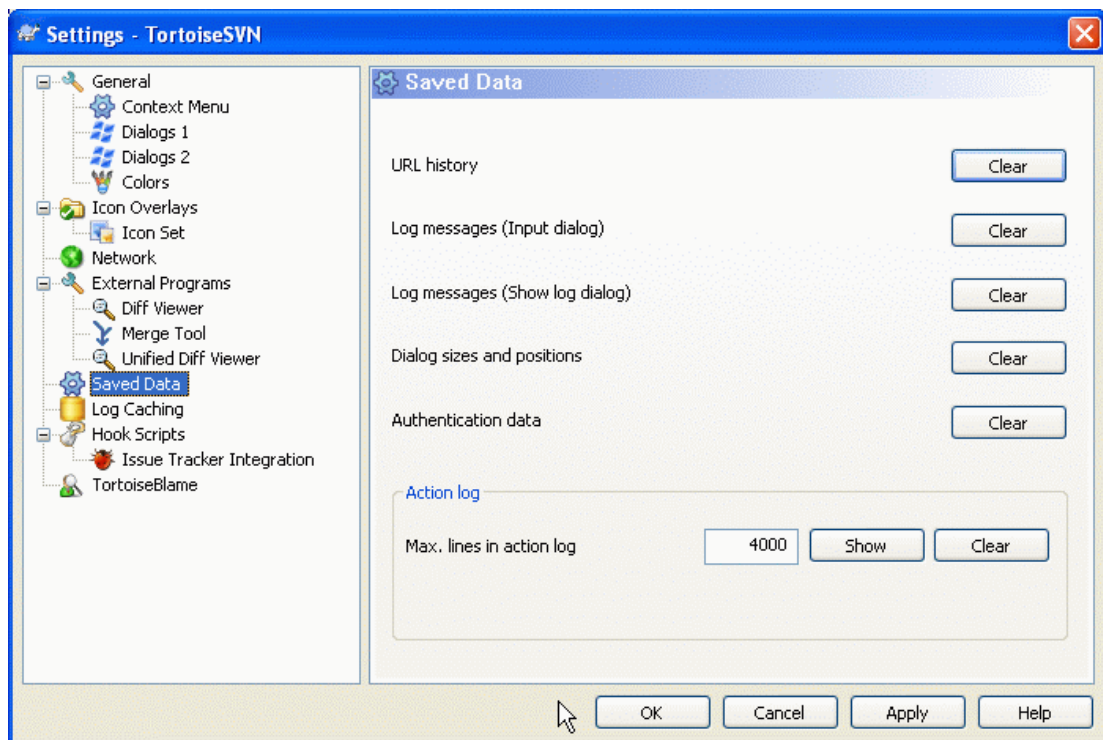 Settings - TortoiseSVN
General
Context Menu
Dialogs 1
Dialogs 2
Colors
Icon Overlays
Icon Set
Network
External Programs
Diff Viewer
Merge Tool
Unified Diff Viewer
Saved Data
Log Caching
Hook Scripts
Issue Tracker Integration
TortoiseBlame
Saved Data
URL history Clear
Log messages (Input dialog) Clear
Log messages (Show log dialog) Clear
Dialog sizes and positions Clear
Authentication data Clear
Action log
Max. lines in action log 4000 Show Clear
OK Cancel Apply Help